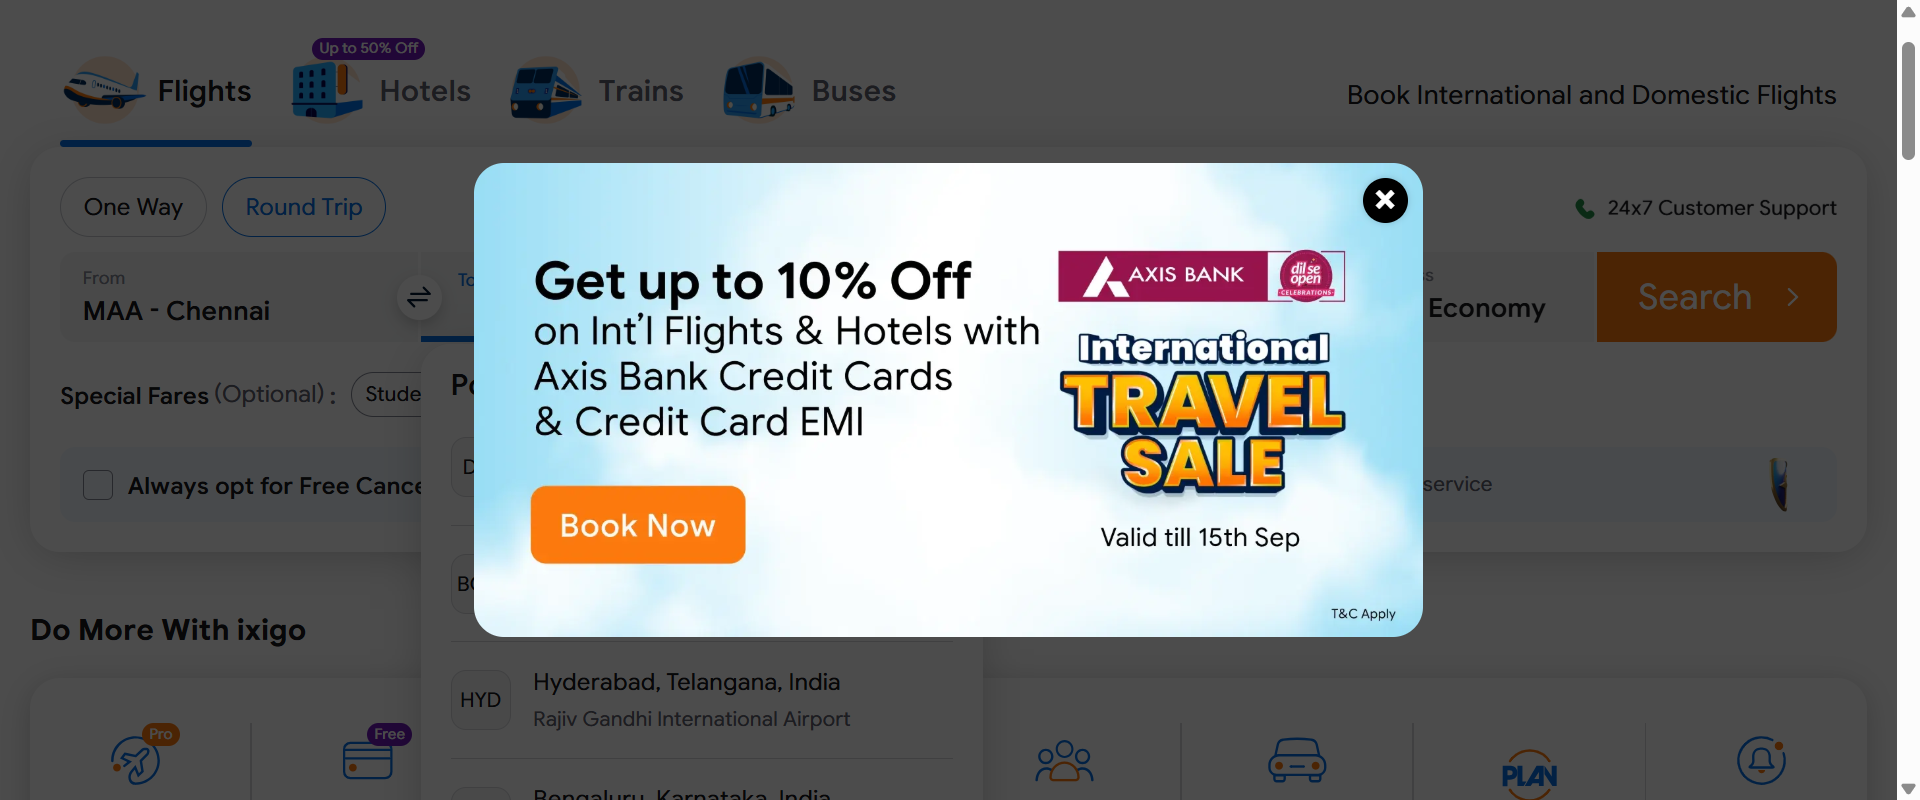 Up to 50% Off
Flights
Hotels
Trains
Buses
Book International and Domestic Flights
One Way
Round Trip
24x7 Customer Support
From
MAA - Chennai
Economy
Search
Special Fares (Optional) :
Always opt for Free
service
Get up to 10% Off
on Int'l Flights & Hotels with
Axis Bank Credit Cards
& Credit Card EMI
Book Now
AXIS BANK
dil se
open
CELEBRATIONS
International
TRAVEL
SALE
Valid till 15th Sep
T&C Apply
Do More With ixigo
HYD
Hyderabad, Telangana, India
Rajiv Gandhi International Airport
Bengaluru, Karnataka, India
Pro
Free
PLAN